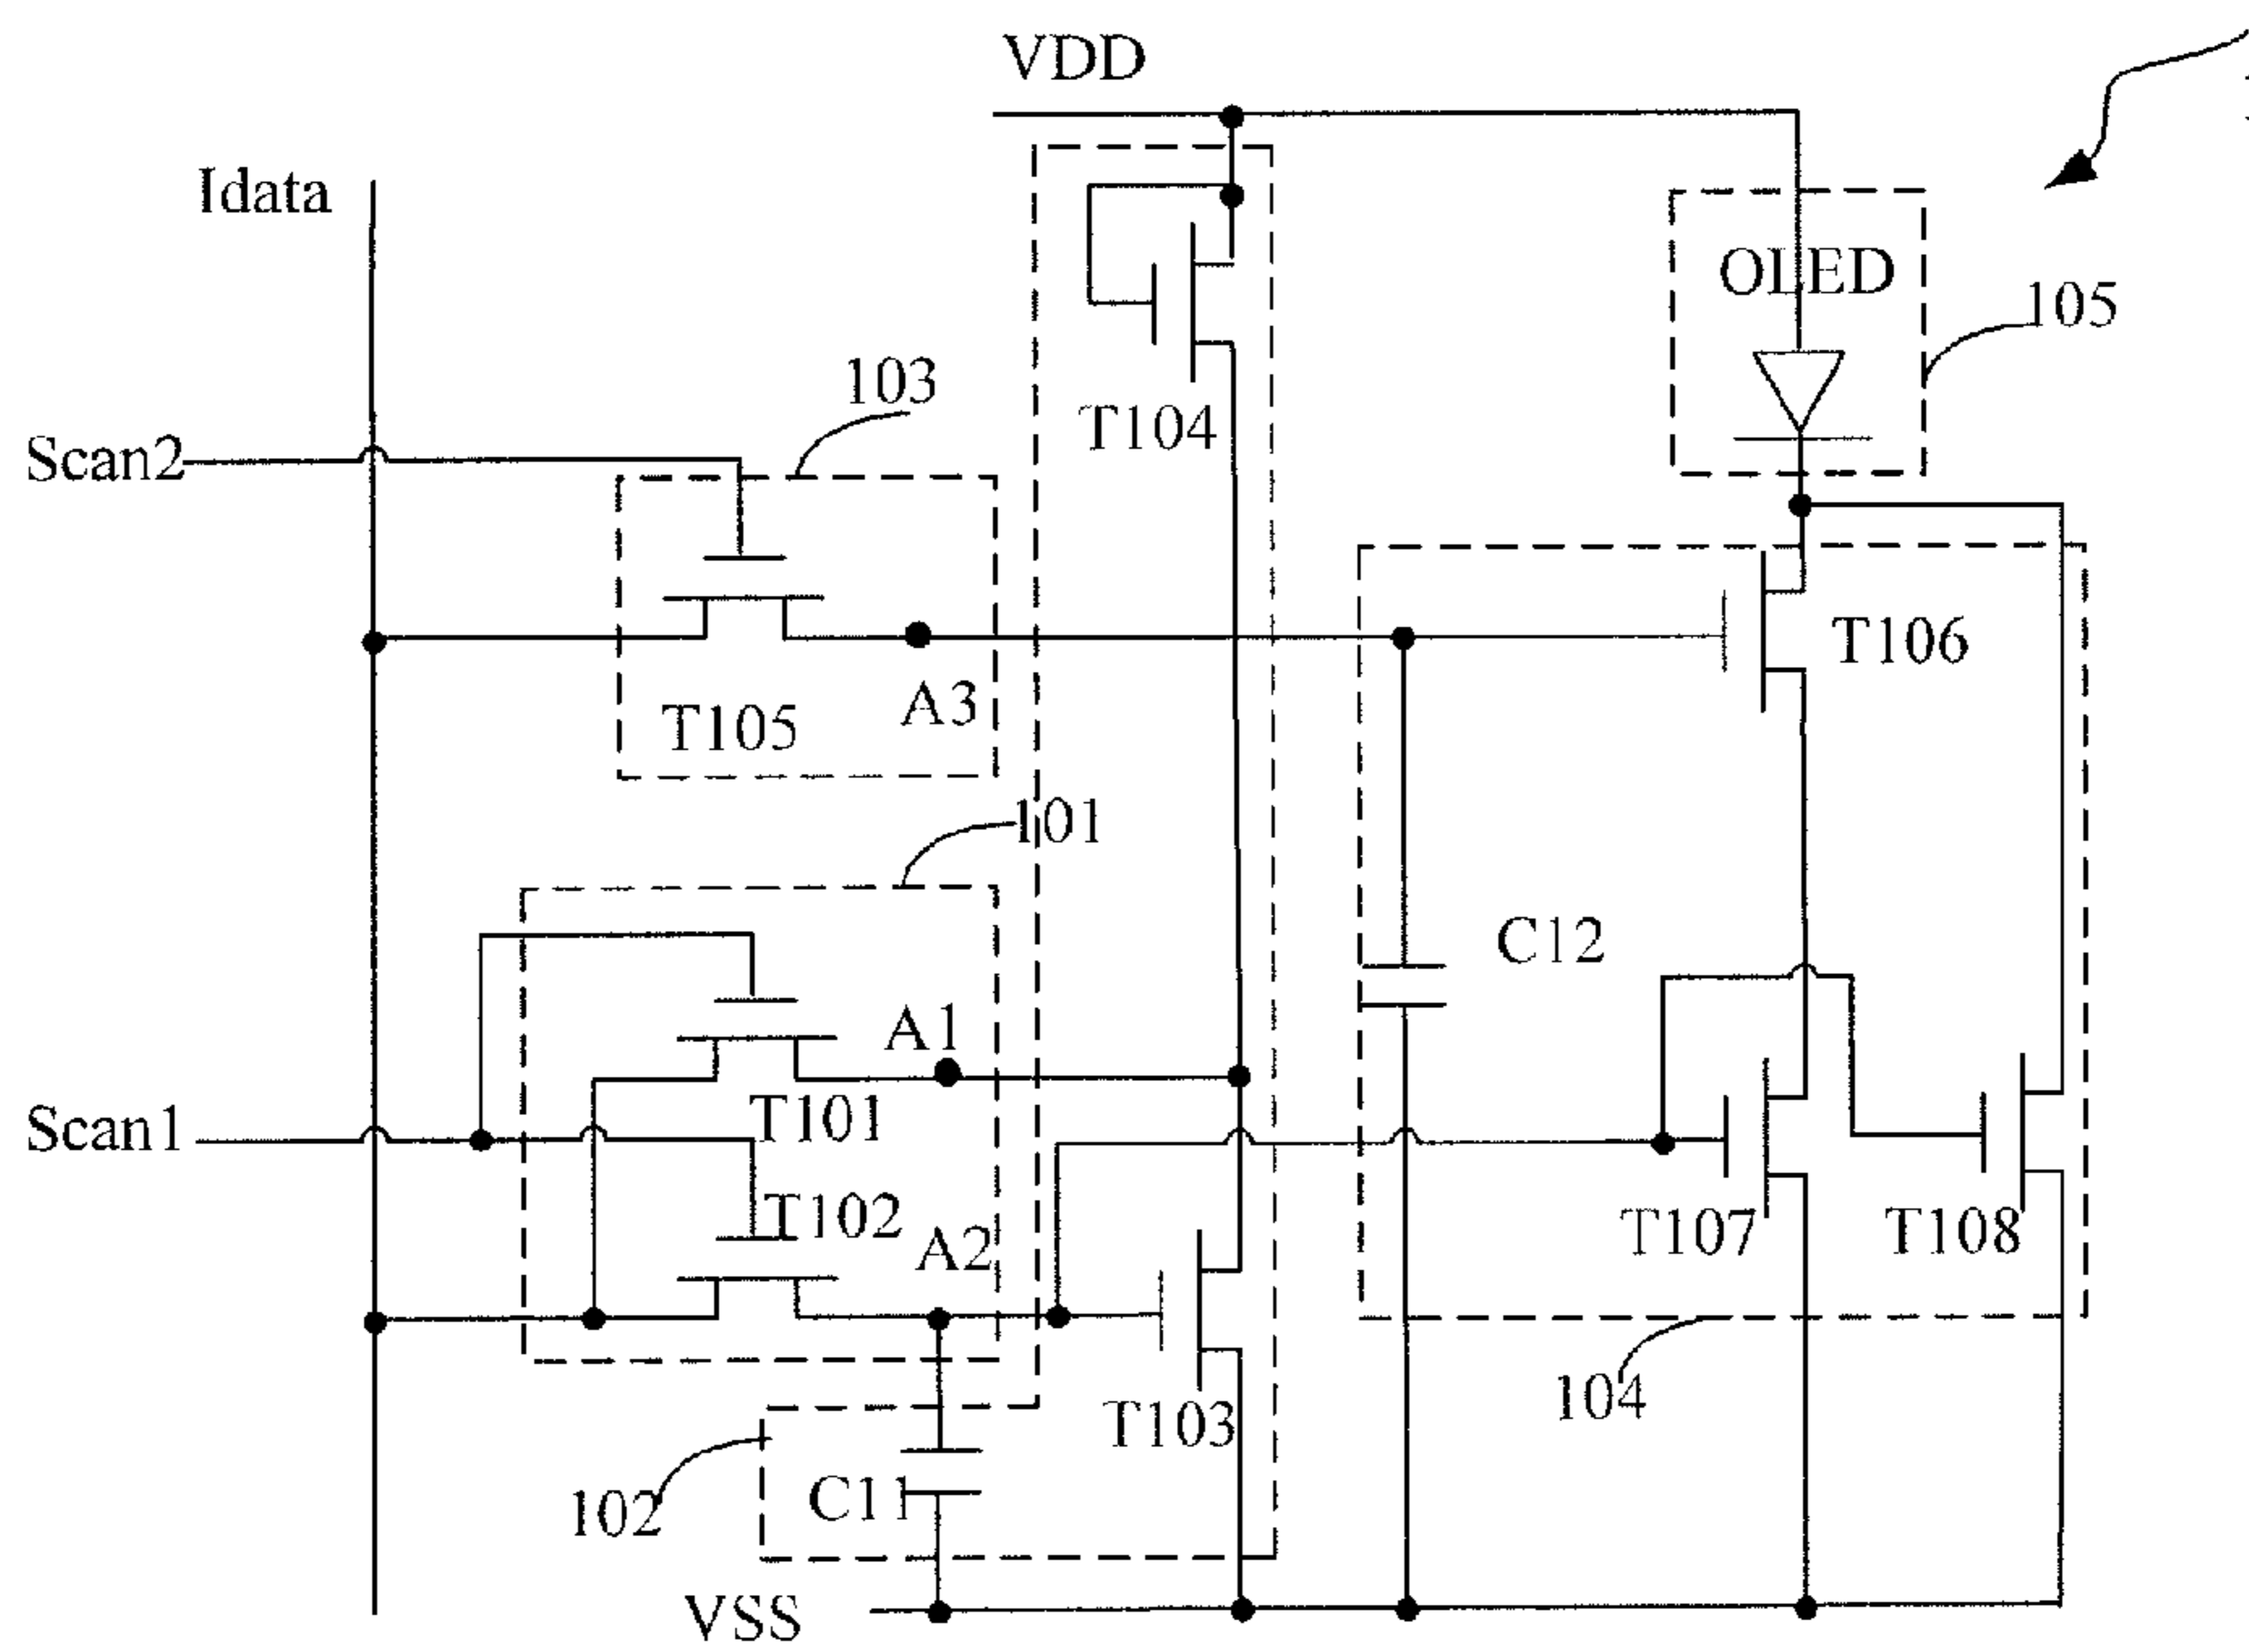 VDD
Idata
OLED
105
103
T104
Scan2
T106
A3
T105
101
C12
A1
T101
Scan1
T102
A2
T107
T108
104
T103
C11
102
VSS